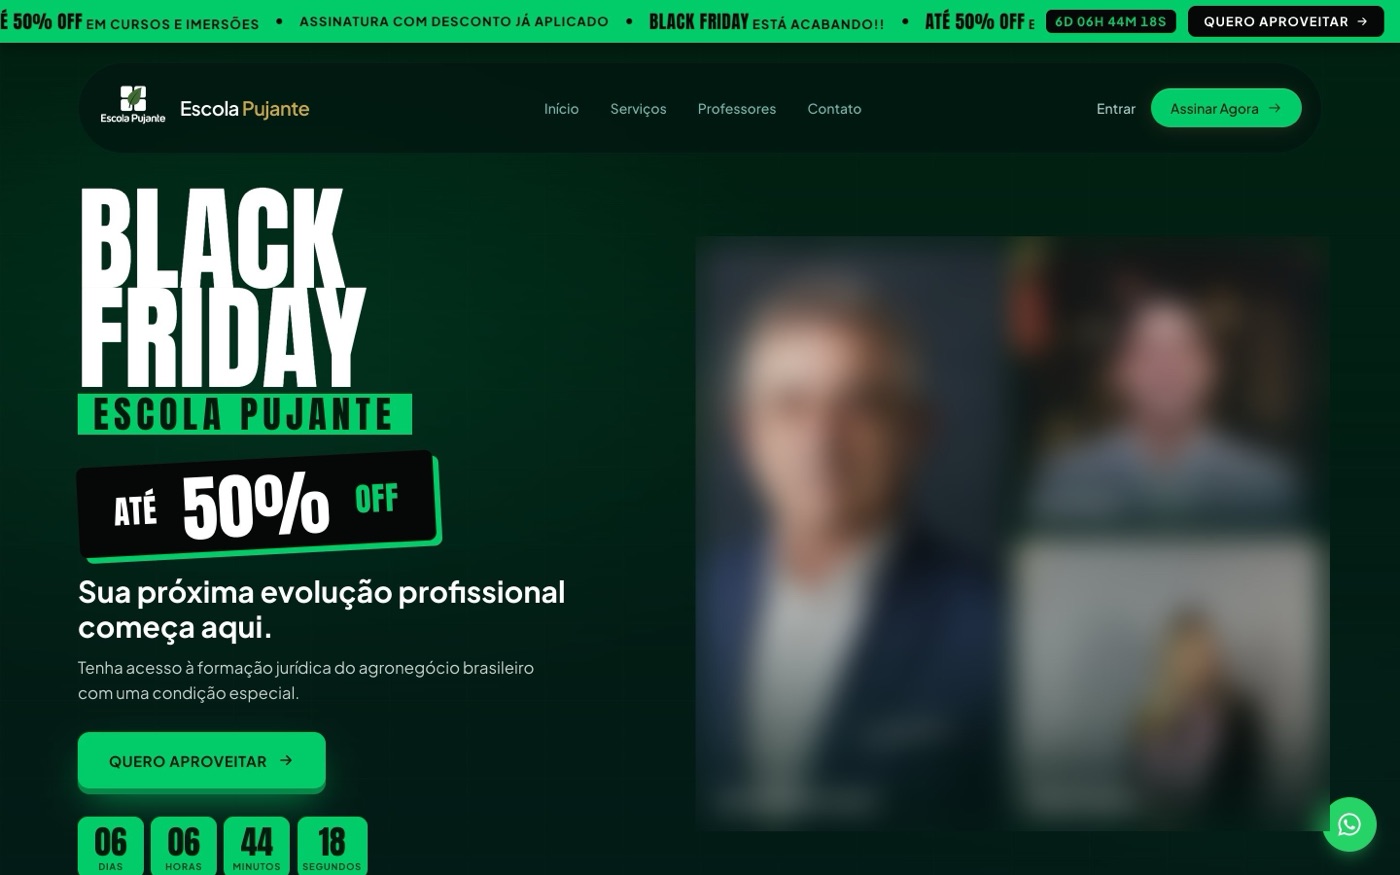 É 50% OFF EM CURSOS E IMERSÕES • ASSINATURA COM DESCONTO JÁ APLICADO • BLACK FRIDAY ESTÁ ACABANDO!! • ATÉ 50% OFF E
6D 06H 44M 18S
QUERO APROVEITAR →
Escola Pujante
Escola Pujante
Início
Serviços
Professores
Contato
Entrar
Assinar Agora →
BLACK
FRIDAY
ESCOLA PUJANTE
ATÉ 50% OFF
Sua próxima evolução profissional
começa aqui.
Tenha acesso à formação jurídica do agronegócio brasileiro
com uma condição especial.
QUERO APROVEITAR →
06 06 44 18
DIAS HORAS MINUTOS SEGUNDOS